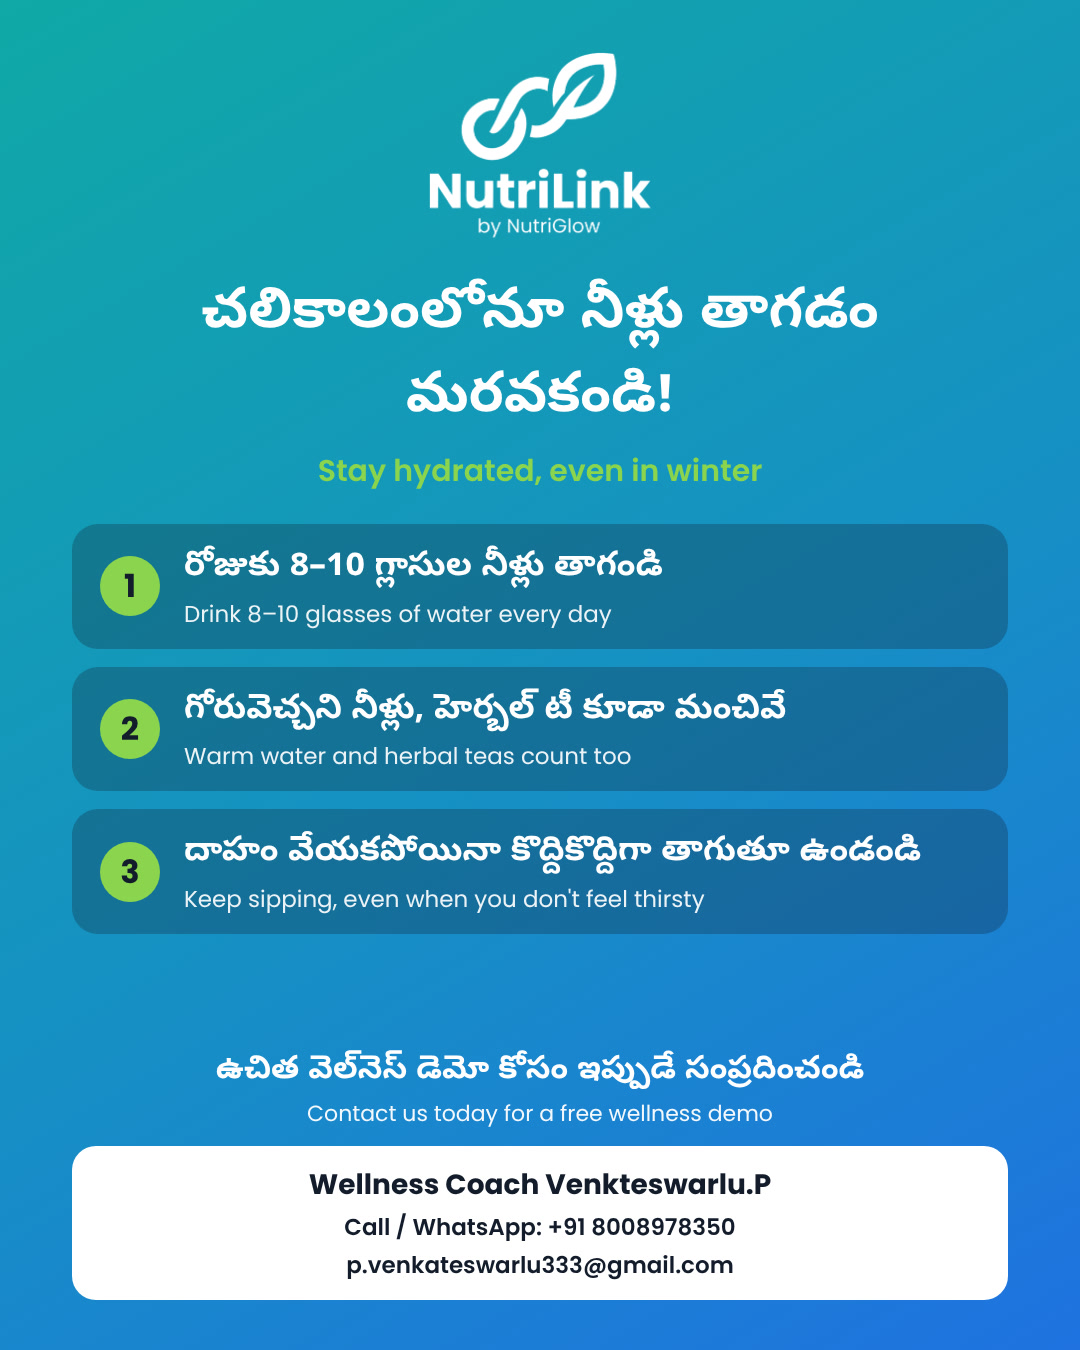 NutriLink
by NutriGlow
చలికాలంలోనూ నీళ్లు తాగడం
మరవకండి!
Stay hydrated, even in winter
1
రోజుకు 8–10 గ్లాసుల నీళ్లు తాగండి
Drink 8–10 glasses of water every day
2
గోరువెచ్చని నీళ్లు, హెర్బల్ టీ కూడా మంచివే
Warm water and herbal teas count too
3
దాహం వేయకపోయినా కొద్దికొద్దిగా తాగుతూ ఉండండి
Keep sipping, even when you don't feel thirsty
ఉచిత వెల్‌నెస్ డెమో కోసం ఇప్పుడే సంప్రదించండి
Contact us today for a free wellness demo
Wellness Coach Venkteswarlu.P
Call / WhatsApp: +91 8008978350
p.venkateswarlu333@gmail.com